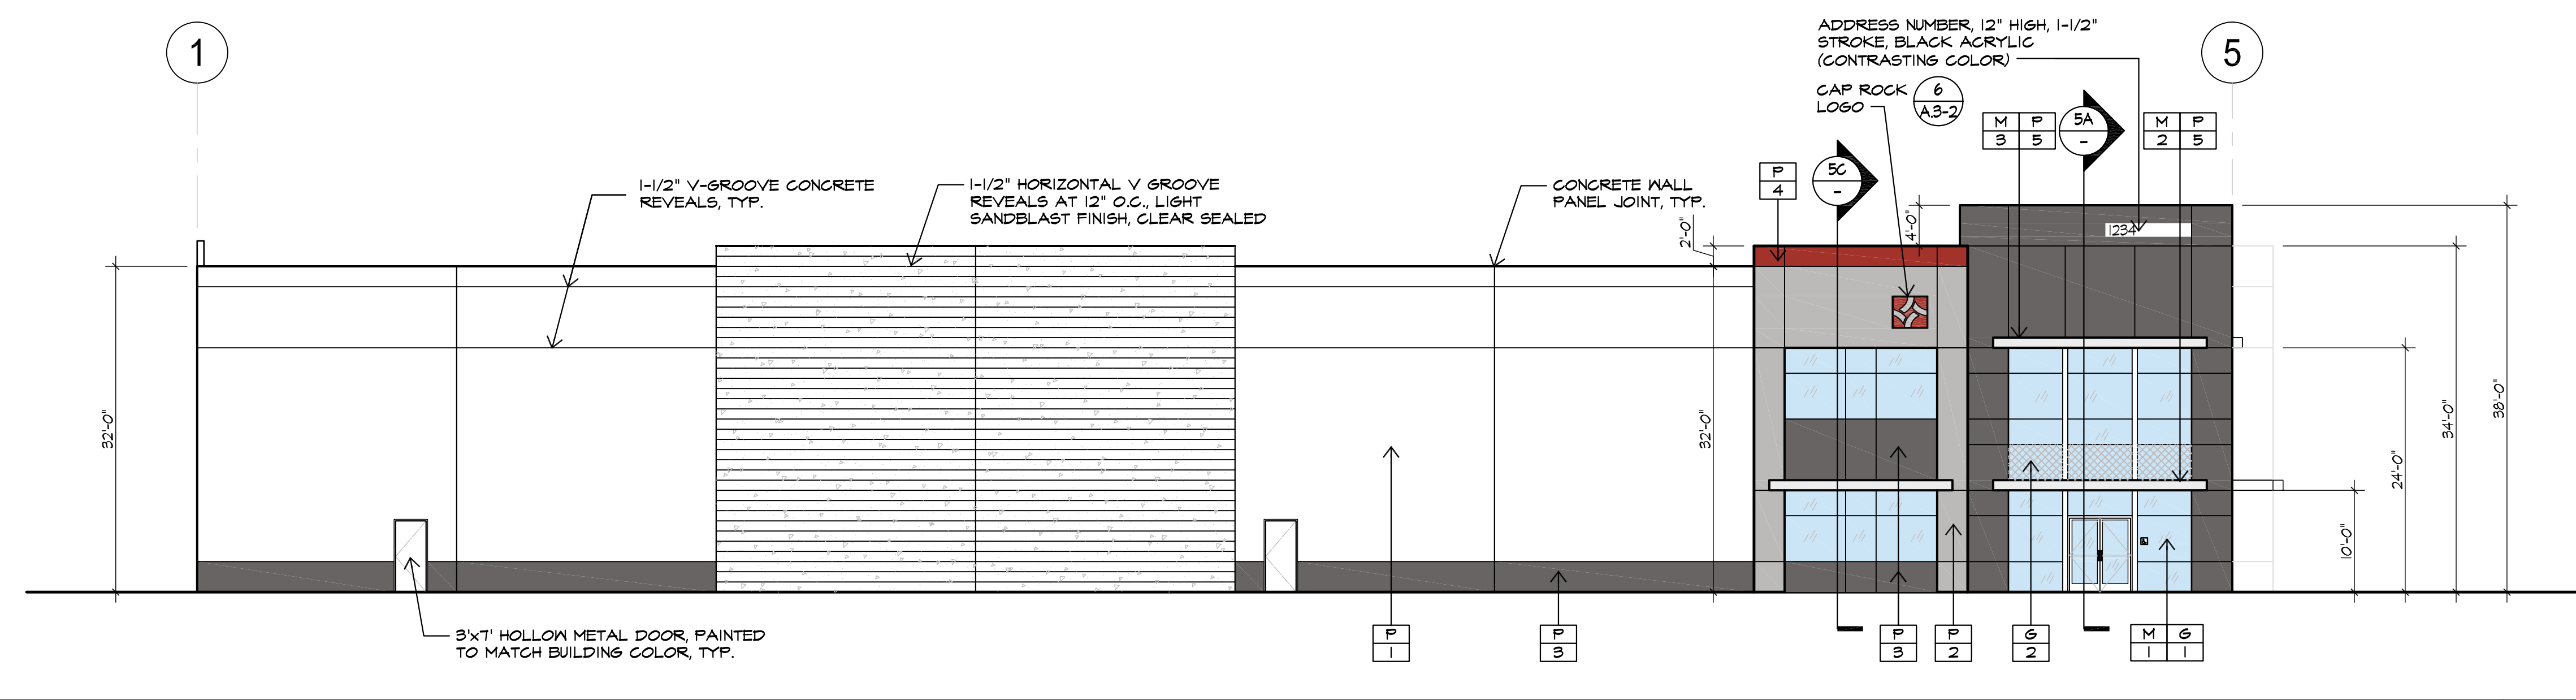 1
ADDRESS NUMBER, 12" HIGH, 1-1/2"
STROKE, BLACK ACRYLIC
(CONTRASTING COLOR)
5
CAP ROCK
LOGO
6
A.3-2
M P
3 5
5A
-
M P
2 5
P
4
5C
-
1-1/2" V-GROOVE CONCRETE
REVEALS, TYP.
1-1/2" HORIZONTAL V GROOVE
REVEALS AT 12" O.C., LIGHT
SANDBLAST FINISH, CLEAR SEALED
CONCRETE WALL
PANEL JOINT, TYP.
2'-0"
4'-0"
1234
32'-0"
32'-0"
10'-0"
24'-0"
34'-0"
38'-0"
3'x7' HOLLOW METAL DOOR, PAINTED
TO MATCH BUILDING COLOR, TYP.
P
1
P
3
P
3
P
2
G
2
M G
1 1